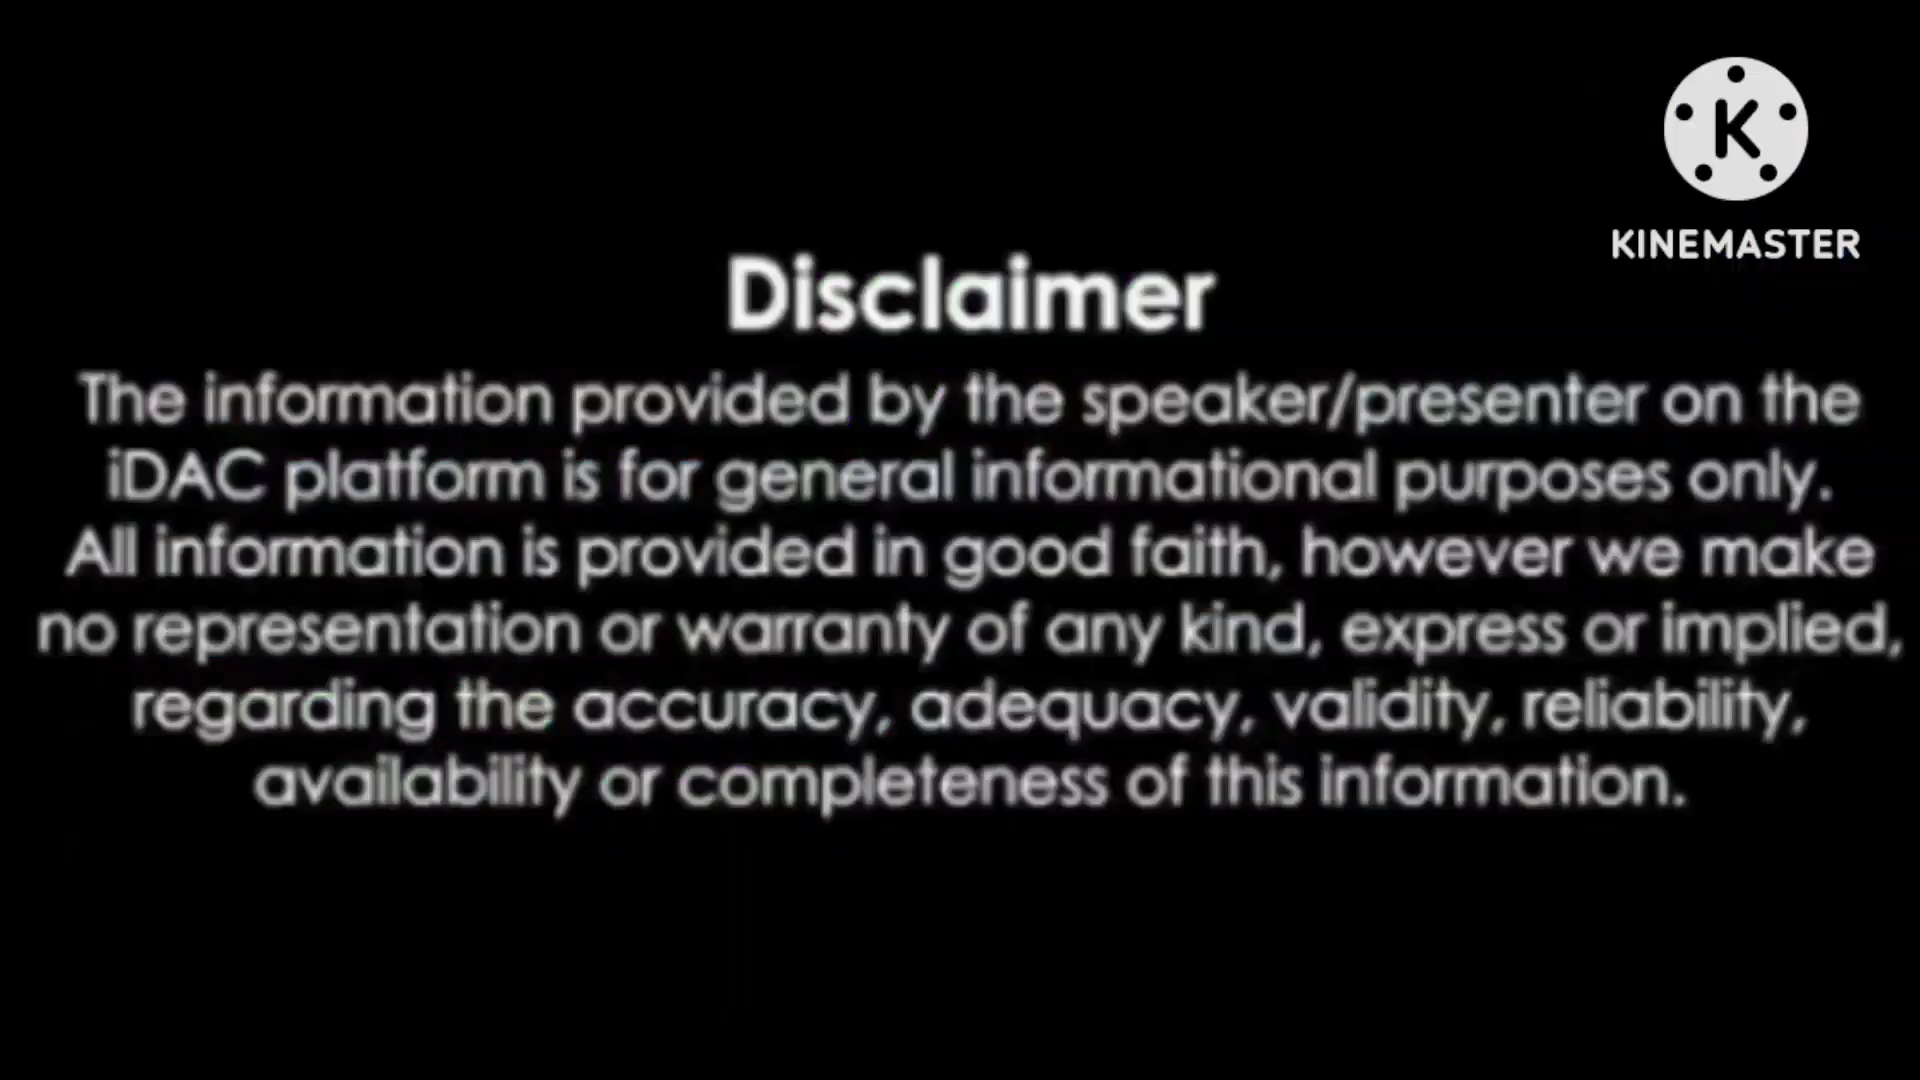 K
KINEMASTER
Disclaimer
The information provided by the speaker/presenter on the
iDAC platform is for general informational purposes only.
All information is provided in good faith, however we make
no representation or warranty of any kind, express or implied,
regarding the accuracy, adequacy, validity, reliability,
availability or completeness of this information.